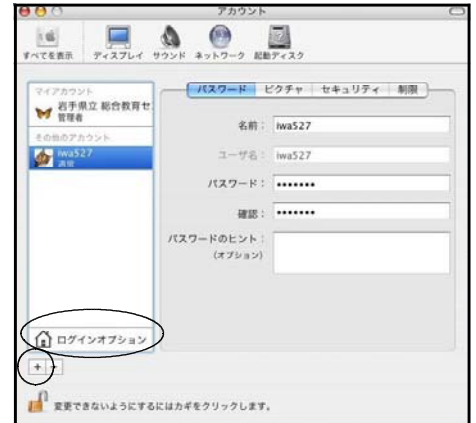 アカウント
すべてを表示 ディスプレイ サウンド ネットワーク 起動ディスク
マイアカウント
岩手県立 総合教育セ.
管理者
その他のアカウント
iwa527
通常
パスワード ピクチャ セキュリティ 制限
名前： iwa527
ユーザ名： iwa527
パスワード： •••••••
確認： •••••••
パスワードのヒント：
(オプション)
ログインオプション
+ -
変更できないようにするにはカギをクリックします。